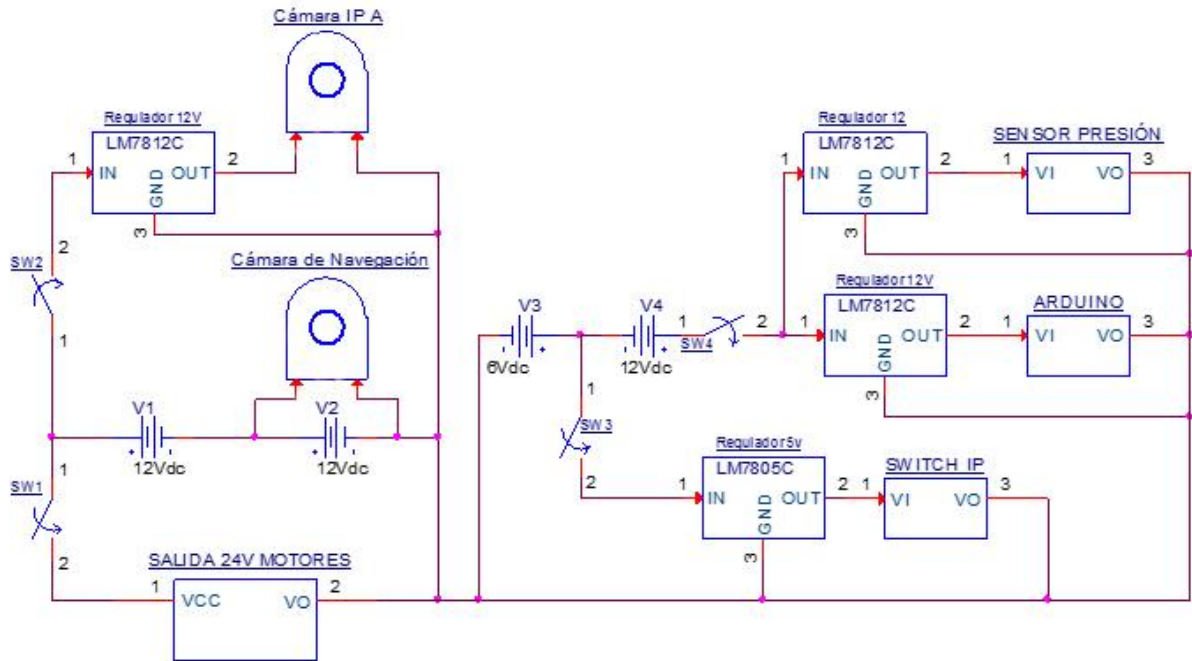 Cámara IP A
Regulador 12V
LM7812C
1 IN OUT 2
GND
3
2
SW2
1
Cámara de Navegación
V1
12Vdc
V2
12Vdc
1
SW1
2
SALIDA 24V MOTORES
1 VCC VO 2
V3
6Vdc
V4
12Vdc
1 SW4 2
1
SW3
2
Regulador 12
LM7812C
1 IN OUT 2
GND
3
SENSOR PRESIÓN
1 VI VO 3
Regulador 12V
LM7812C
1 IN OUT 2
GND
3
ARDUINO
1 VI VO 3
Regulador 5v
LM7805C
1 IN OUT 2
GND
3
SWITCH IP
1 VI VO 3